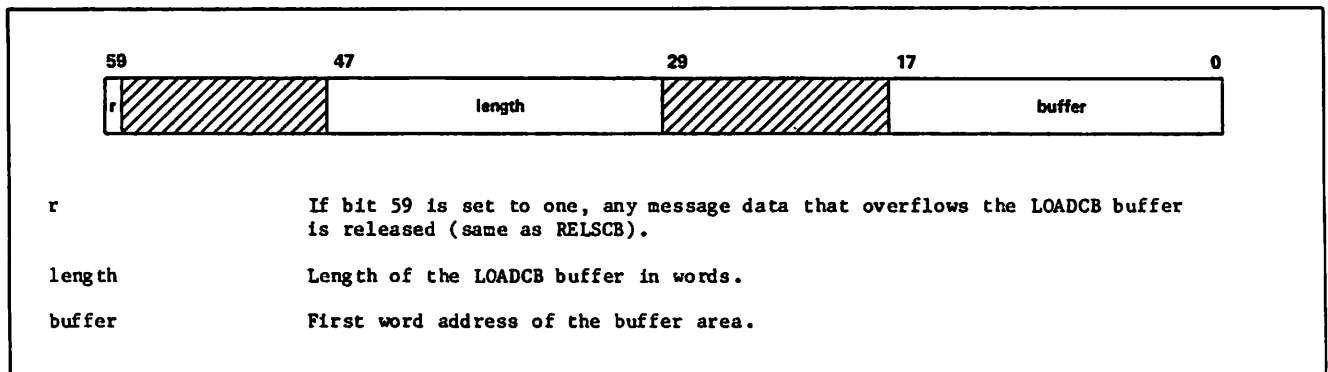 59 47 29 17 0
r length buffer
r If bit 59 is set to one, any message data that overflows the LOADCB buffer
is released (same as RELSCB).
length Length of the LOADCB buffer in words.
buffer First word address of the buffer area.